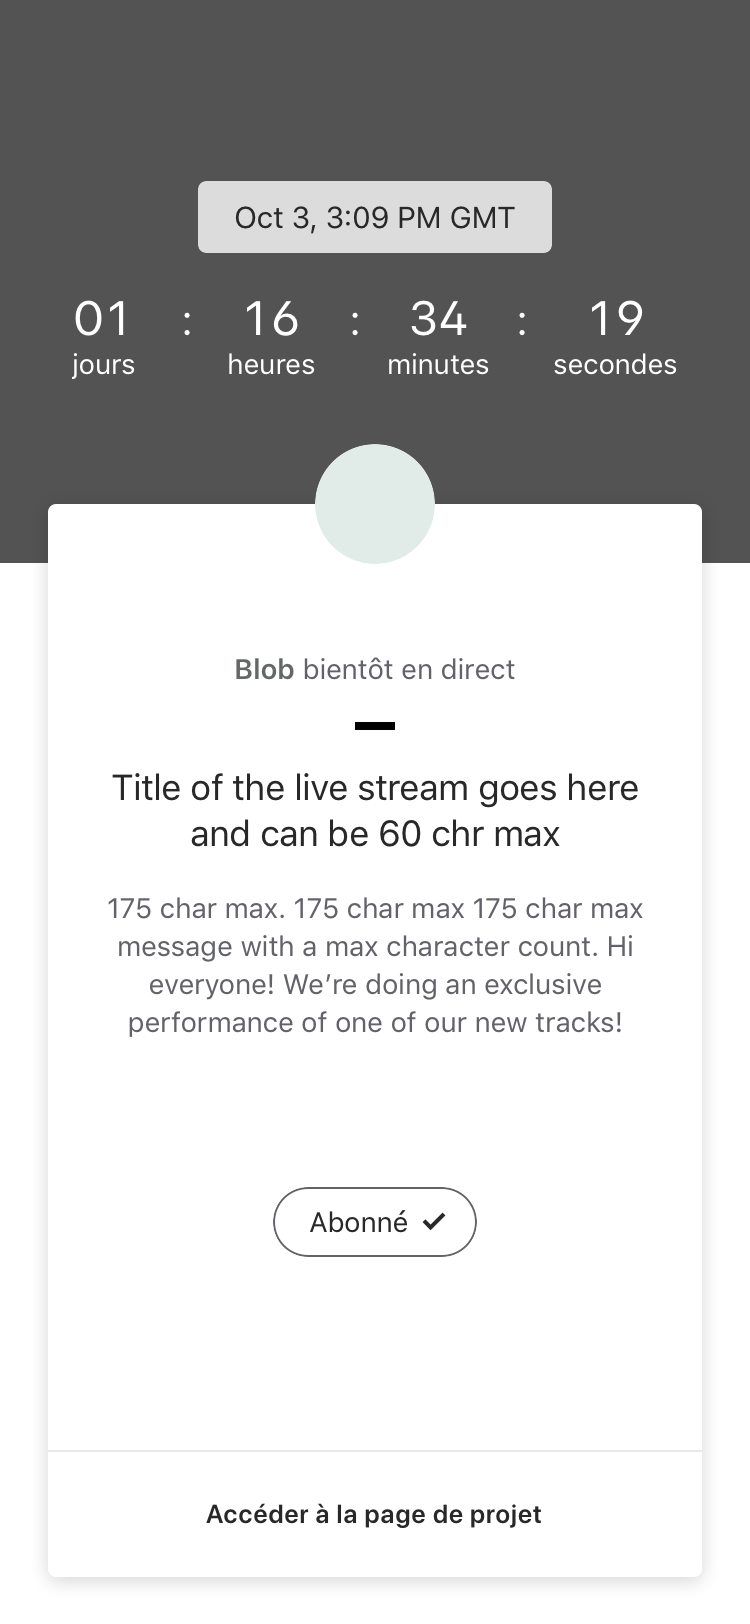 Oct 3, 3:09 PM GMT
01 : 16 : 34 : 19
jours heures minutes secondes
Blob bientôt en direct
Title of the live stream goes here
and can be 60 chr max
175 char max. 175 char max 175 char max
message with a max character count. Hi
everyone! We’re doing an exclusive
performance of one of our new tracks!
Abonné
Accéder à la page de projet